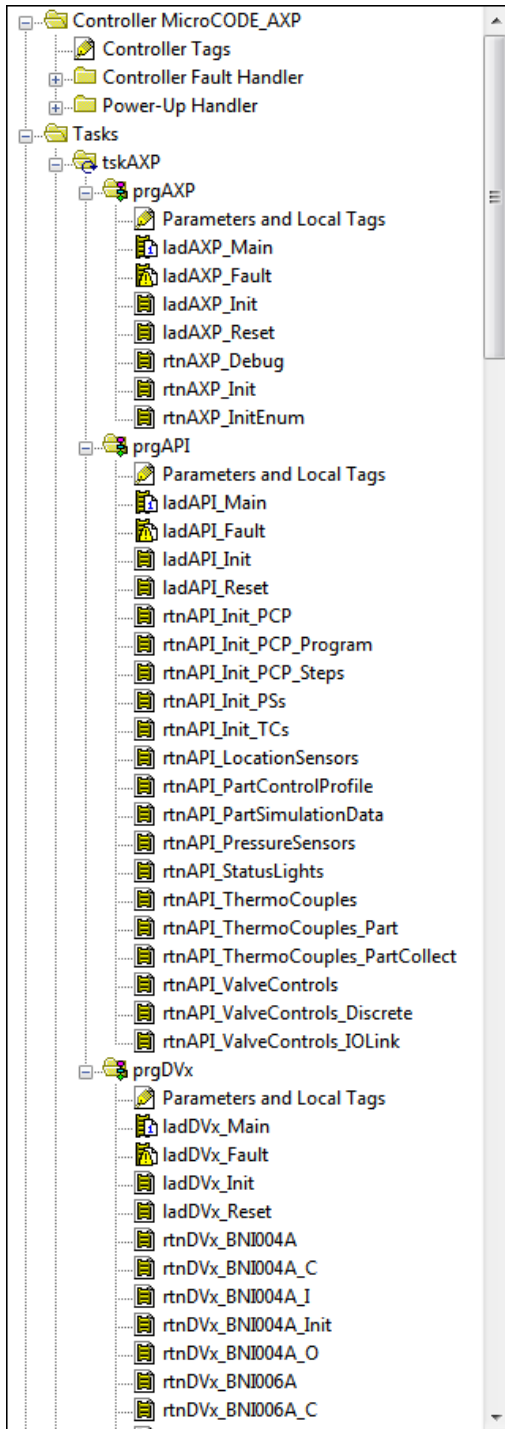 Controller MicroCODE_AXP
Controller Tags
Controller Fault Handler
Power-Up Handler
Tasks
tskAXP
prgAXP
Parameters and Local Tags
ladAXP_Main
ladAXP_Fault
ladAXP_Init
ladAXP_Reset
rtnAXP_Debug
rtnAXP_Init
rtnAXP_InitEnum
prgAPI
Parameters and Local Tags
ladAPI_Main
ladAPI_Fault
ladAPI_Init
ladAPI_Reset
rtnAPI_Init_PCP
rtnAPI_Init_PCP_Program
rtnAPI_Init_PCP_Steps
rtnAPI_Init_PSs
rtnAPI_Init_TCs
rtnAPI_LocationSensors
rtnAPI_PartControlProfile
rtnAPI_PartSimulationData
rtnAPI_PressureSensors
rtnAPI_StatusLights
rtnAPI_ThermoCouples
rtnAPI_ThermoCouples_Part
rtnAPI_ThermoCouples_PartCollect
rtnAPI_ValveControls
rtnAPI_ValveControls_Discrete
rtnAPI_ValveControls_IOLink
prgDVx
Parameters and Local Tags
ladDVx_Main
ladDVx_Fault
ladDVx_Init
ladDVx_Reset
rtnDVx_BNI004A
rtnDVx_BNI004A_C
rtnDVx_BNI004A_I
rtnDVx_BNI004A_Init
rtnDVx_BNI004A_O
rtnDVx_BNI006A
rtnDVx_BNI006A_C